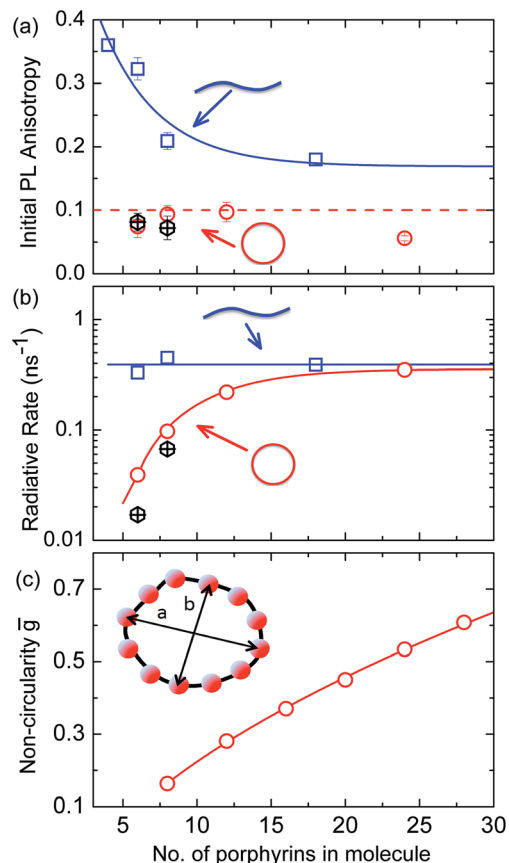 (a)
0.4
0.3
0.2
0.1
0.0
Initial PL Anisotropy
(b)
1
0.1
0.01
Radiative Rate (ns⁻¹)
(c)
0.7
0.5
0.3
0.1
Non-circularity g̅
a
b
5 10 15 20 25 30
No. of porphyrins in molecule